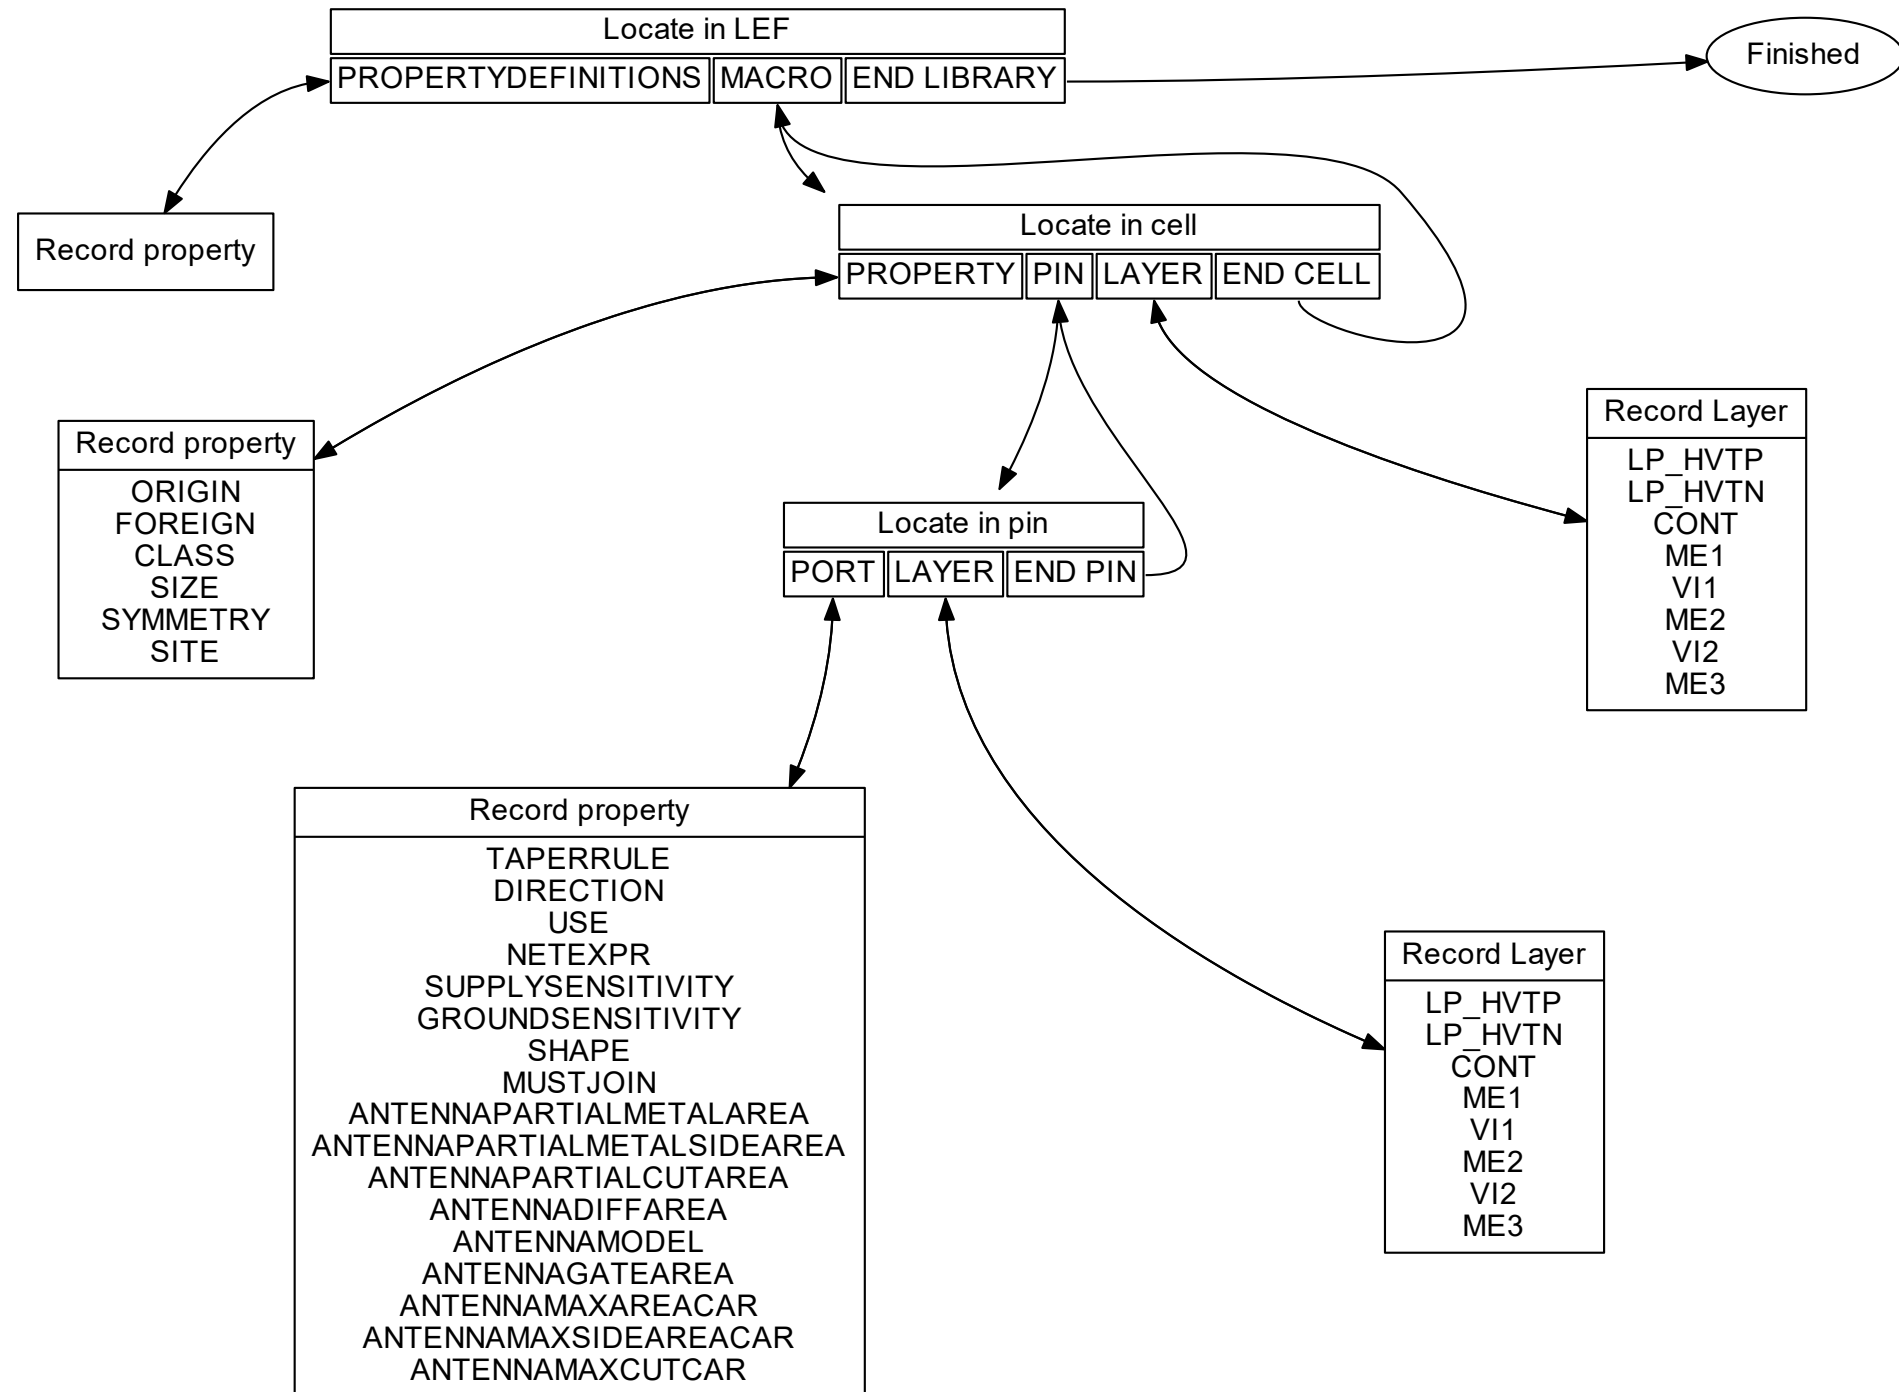 Locate in LEF
PROPERTYDEFINITIONS MACRO END LIBRARY
Finished
Record property
Locate in cell
PROPERTY PIN LAYER END CELL
Record property
ORIGIN
FOREIGN
CLASS
SIZE
SYMMETRY
SITE
Record Layer
LP_HVTP
LP_HVTN
CONT
ME1
VI1
ME2
VI2
ME3
Locate in pin
PORT LAYER END PIN
Record property
TAPERRULE
DIRECTION
USE
NETEXPR
SUPPLYSENSITIVITY
GROUNDSENSITIVITY
SHAPE
MUSTJOIN
ANTENNAPARTIALMETALAREA
ANTENNAPARTIALMETALSIDEAREA
ANTENNAPARTIALCUTAREA
ANTENNADIFFAREA
ANTENNAMODEL
ANTENNAGATEAREA
ANTENNAMAXAREACAR
ANTENNAMAXSIDEAREACAR
ANTENNAMAXCUTCAR
Record Layer
LP_HVTP
LP_HVTN
CONT
ME1
VI1
ME2
VI2
ME3